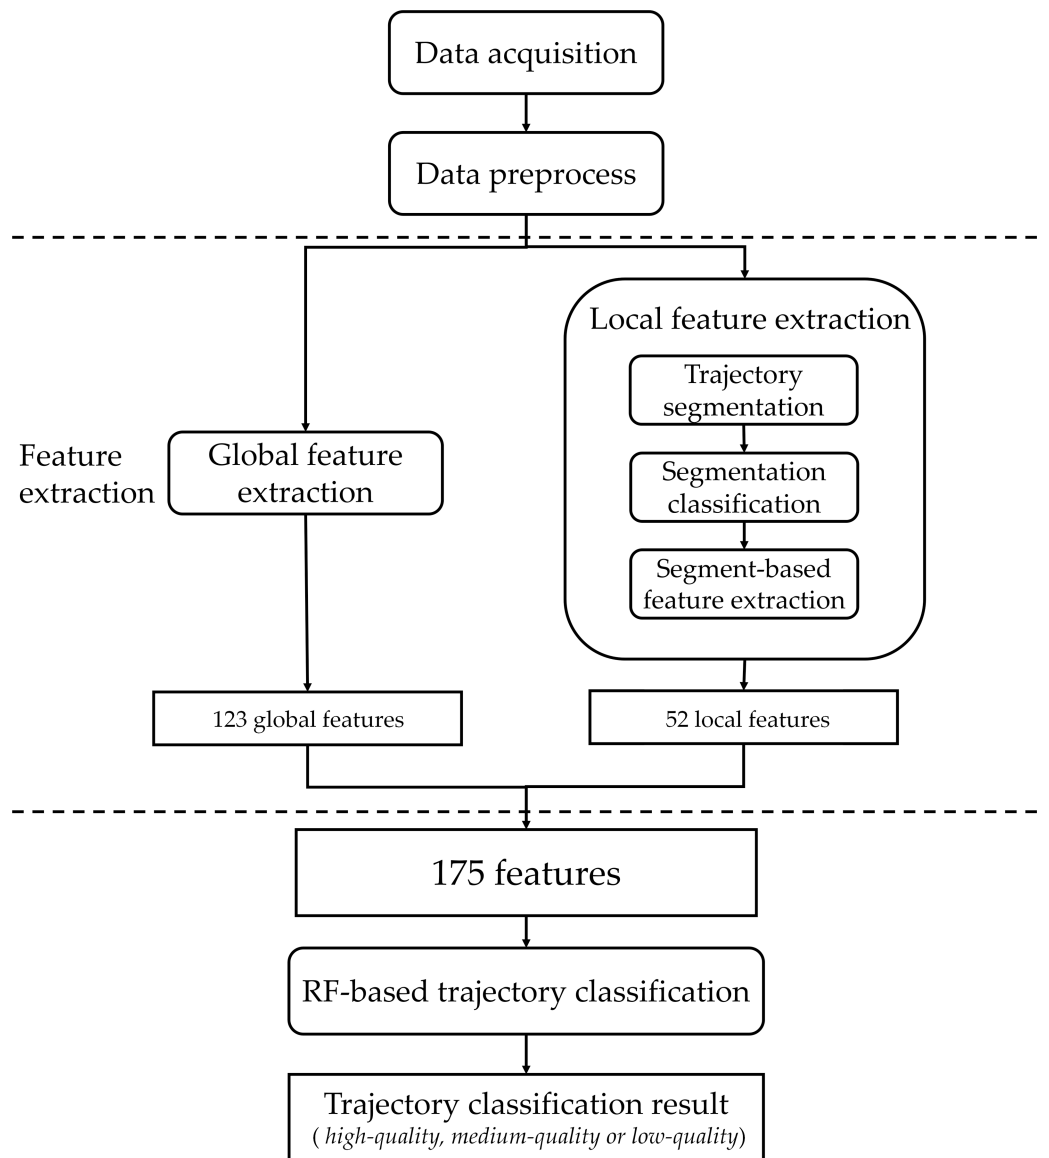 Data acquisition
Data preprocess
Local feature extraction
Trajectory
segmentation
Segmentation
classification
Segment-based
feature extraction
Feature
extraction
Global feature
extraction
123 global features
52 local features
175 features
RF-based trajectory classification
Trajectory classification result
( high-quality, medium-quality or low-quality)